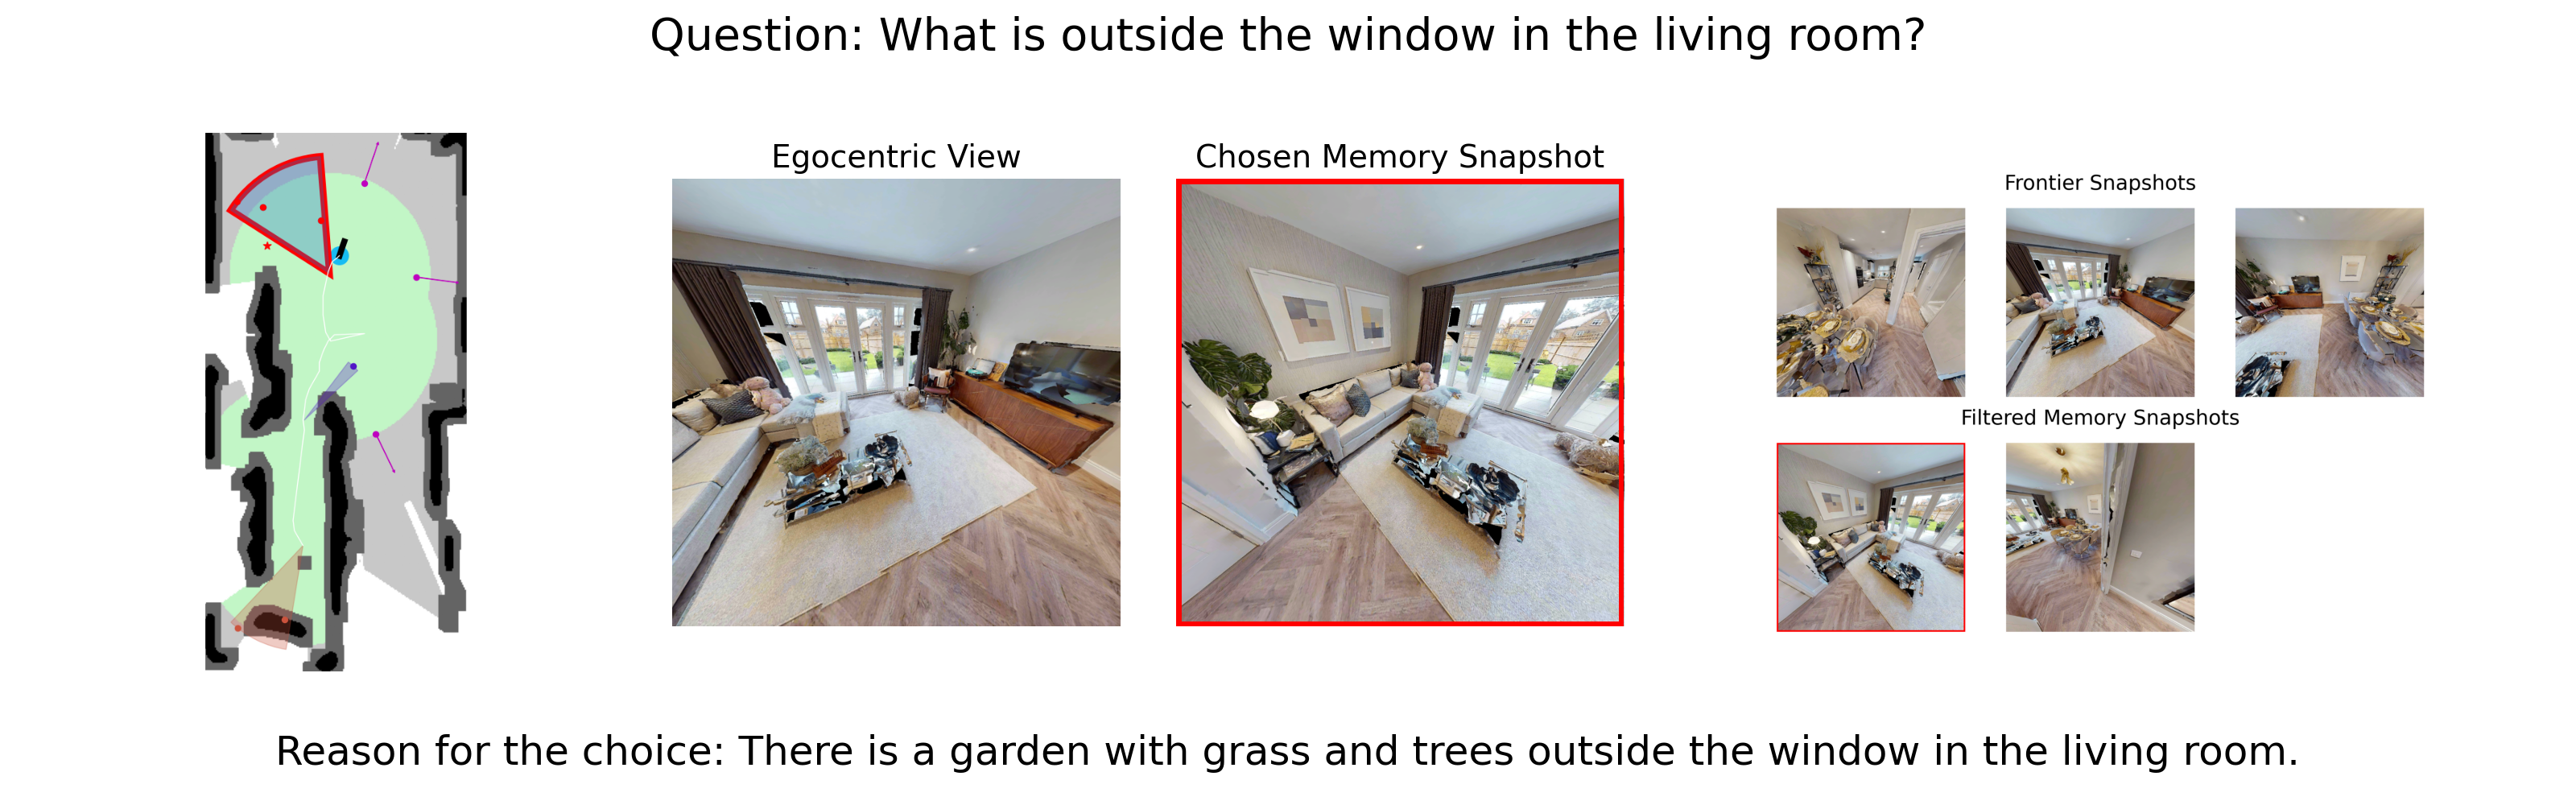 Question: What is outside the window in the living room?
Egocentric View
Chosen Memory Snapshot
Frontier Snapshots
Filtered Memory Snapshots
Reason for the choice: There is a garden with grass and trees outside the window in the living room.